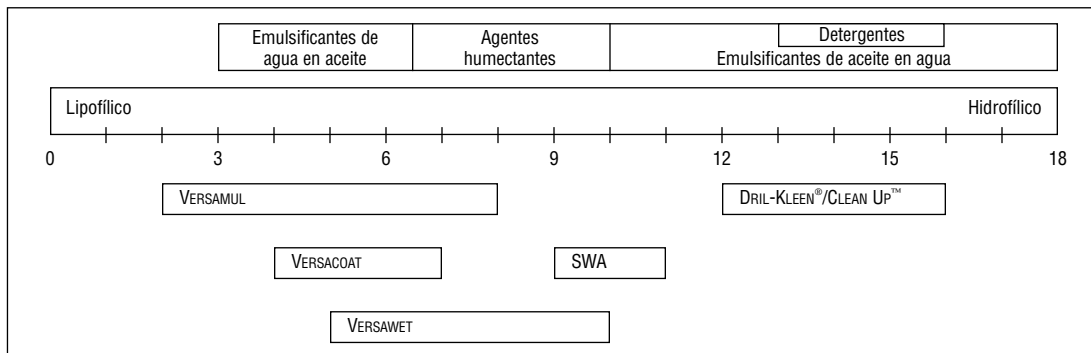 Emulsificantes de
agua en aceite
Agentes
humectantes
Detergentes
Emulsificantes de aceite en agua
Lipofílico
Hidrofílico
0 3 6 9 12 15 18
VERSAMUL
DRIL-KLEEN®/CLEAN UP™
VERSACOAT
SWA
VERSAWET